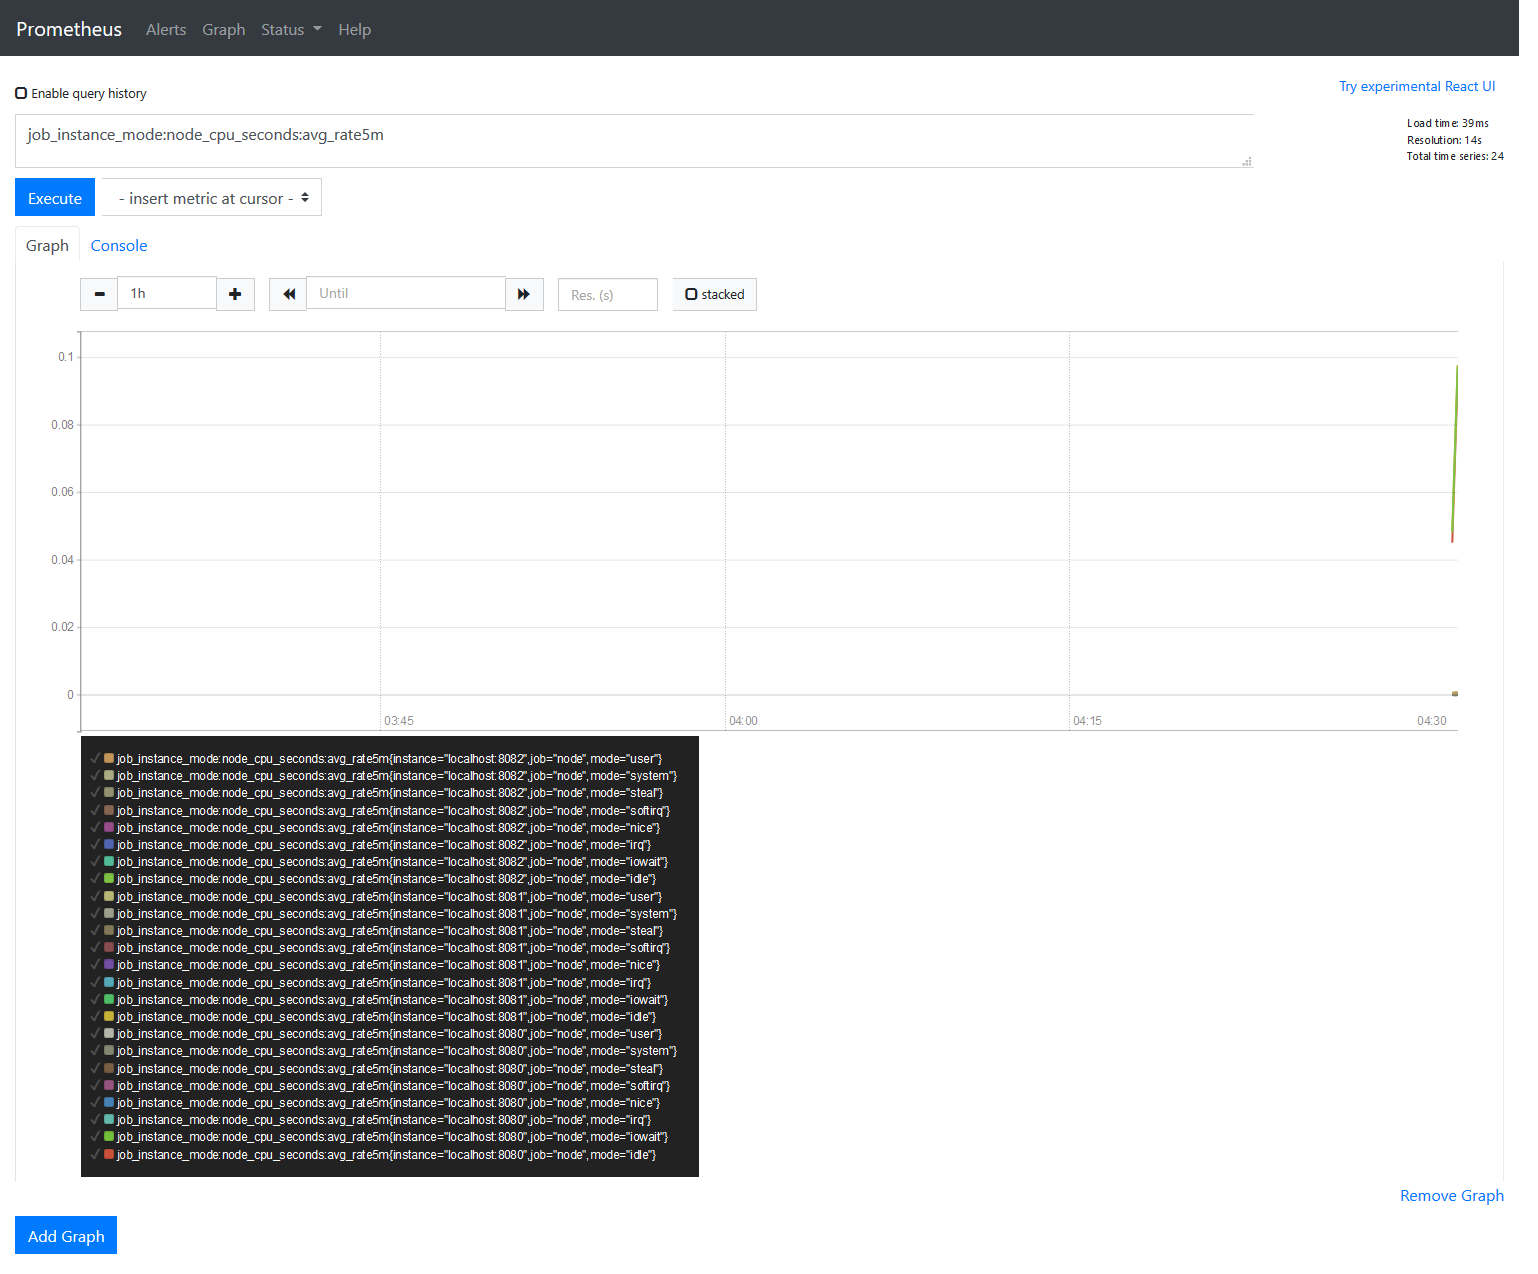 Prometheus Alerts Graph Status Help
Enable query history
Try experimental React UI
job_instance_mode:node_cpu_seconds:avg_rate5m
Load time: 39ms
Resolution: 14s
Total time series: 24
Execute - insert metric at cursor -
Graph Console
1h Until Res. (s) stacked
0.1
0.08
0.06
0.04
0.02
0
03:45 04:00 04:15 04:30
job_instance_mode:node_cpu_seconds:avg_rate5m{instance="localhost:8082",job="node",mode="user"}
job_instance_mode:node_cpu_seconds:avg_rate5m{instance="localhost:8082",job="node",mode="system"}
job_instance_mode:node_cpu_seconds:avg_rate5m{instance="localhost:8082",job="node",mode="steal"}
job_instance_mode:node_cpu_seconds:avg_rate5m{instance="localhost:8082",job="node",mode="softirq"}
job_instance_mode:node_cpu_seconds:avg_rate5m{instance="localhost:8082",job="node",mode="nice"}
job_instance_mode:node_cpu_seconds:avg_rate5m{instance="localhost:8082",job="node",mode="irq"}
job_instance_mode:node_cpu_seconds:avg_rate5m{instance="localhost:8082",job="node",mode="iowait"}
job_instance_mode:node_cpu_seconds:avg_rate5m{instance="localhost:8082",job="node",mode="idle"}
job_instance_mode:node_cpu_seconds:avg_rate5m{instance="localhost:8081",job="node",mode="user"}
job_instance_mode:node_cpu_seconds:avg_rate5m{instance="localhost:8081",job="node",mode="system"}
job_instance_mode:node_cpu_seconds:avg_rate5m{instance="localhost:8081",job="node",mode="steal"}
job_instance_mode:node_cpu_seconds:avg_rate5m{instance="localhost:8081",job="node",mode="softirq"}
job_instance_mode:node_cpu_seconds:avg_rate5m{instance="localhost:8081",job="node",mode="nice"}
job_instance_mode:node_cpu_seconds:avg_rate5m{instance="localhost:8081",job="node",mode="irq"}
job_instance_mode:node_cpu_seconds:avg_rate5m{instance="localhost:8081",job="node",mode="iowait"}
job_instance_mode:node_cpu_seconds:avg_rate5m{instance="localhost:8081",job="node",mode="idle"}
job_instance_mode:node_cpu_seconds:avg_rate5m{instance="localhost:8080",job="node",mode="user"}
job_instance_mode:node_cpu_seconds:avg_rate5m{instance="localhost:8080",job="node",mode="system"}
job_instance_mode:node_cpu_seconds:avg_rate5m{instance="localhost:8080",job="node",mode="steal"}
job_instance_mode:node_cpu_seconds:avg_rate5m{instance="localhost:8080",job="node",mode="softirq"}
job_instance_mode:node_cpu_seconds:avg_rate5m{instance="localhost:8080",job="node",mode="nice"}
job_instance_mode:node_cpu_seconds:avg_rate5m{instance="localhost:8080",job="node",mode="irq"}
job_instance_mode:node_cpu_seconds:avg_rate5m{instance="localhost:8080",job="node",mode="iowait"}
job_instance_mode:node_cpu_seconds:avg_rate5m{instance="localhost:8080",job="node",mode="idle"}
Remove Graph
Add Graph